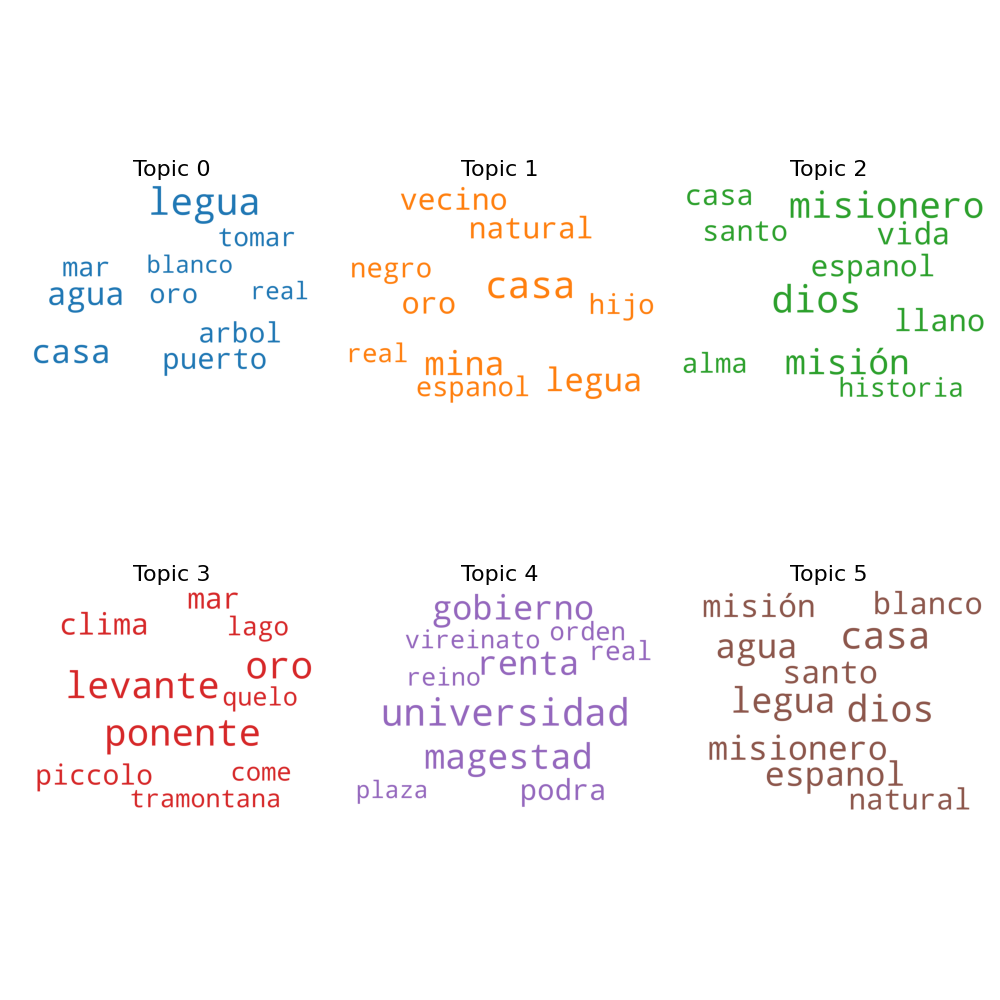 Topic 0
legua
tomar
mar
blanco
agua
oro
real
arbol
casa
puerto
Topic 1
vecino
natural
negro
casa
oro
hijo
real
mina
espanol
legua
Topic 2
casa
misionero
santo
vida
espanol
dios
llano
alma
misión
historia
Topic 3
mar
clima
lago
oro
levante
quelo
ponente
piccolo
come
tramontana
Topic 4
gobierno
vireinato
orden
real
renta
reino
universidad
magestad
plaza
podra
Topic 5
misión
blanco
agua
casa
santo
legua
dios
misionero
espanol
natural